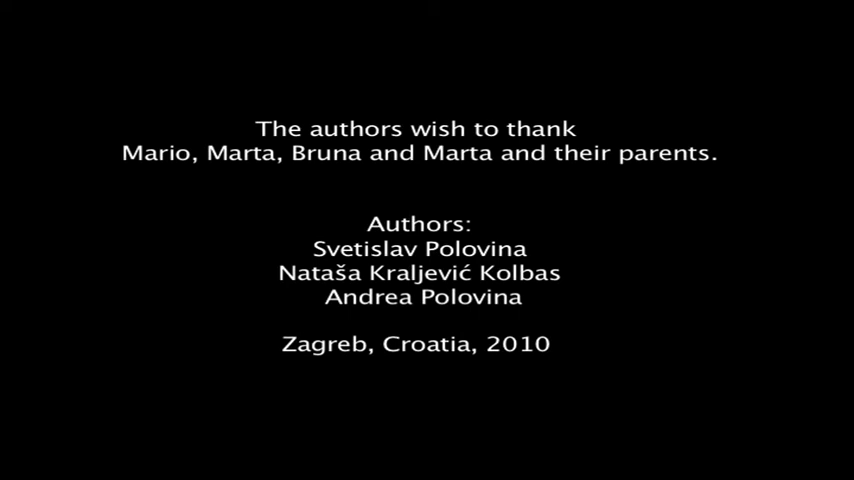 The authors wish to thank
Mario, Marta, Bruna and Marta and their parents.
Authors:
Svetislav Polovina
Nataša Kraljević Kolbas
Andrea Polovina
Zagreb, Croatia, 2010